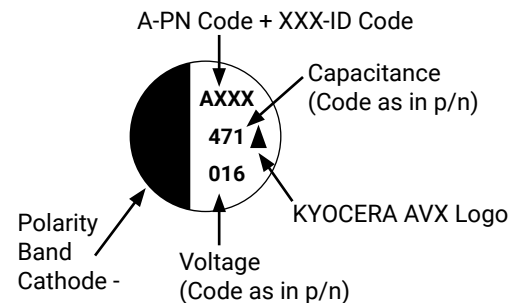 A-PN Code + XXX-ID Code
Capacitance
(Code as in p/n)
AXXX
471
016
KYOCERA AVX Logo
Polarity
Band
Cathode -
Voltage
(Code as in p/n)